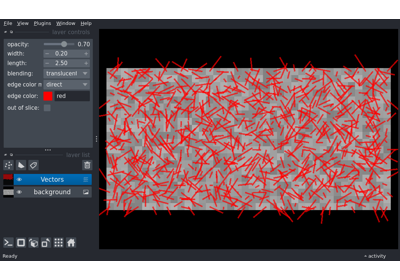 File View Plugins Window Help
layer controls
opacity: 0.70
width: 0.20
length: 2.50
blending: translucent
edge color m direct
edge color: red
out of slice:
layer list
Vectors
background
Ready
activity